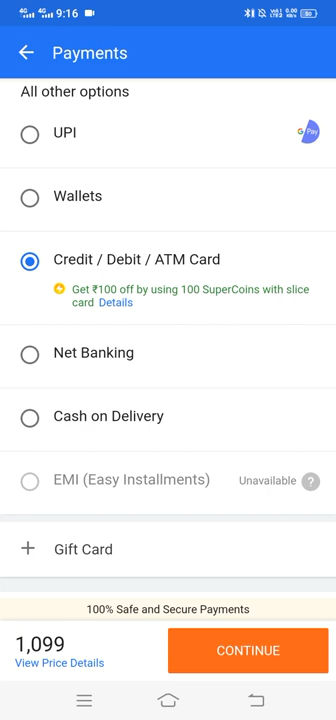 4G 4G 9:16
Payments
All other options
UPI
G Pay
Wallets
Credit / Debit / ATM Card
Get ₹100 off by using 100 SuperCoins with slice
card Details
Net Banking
Cash on Delivery
EMI (Easy Installments) Unavailable ?
+ Gift Card
100% Safe and Secure Payments
1,099
View Price Details
CONTINUE